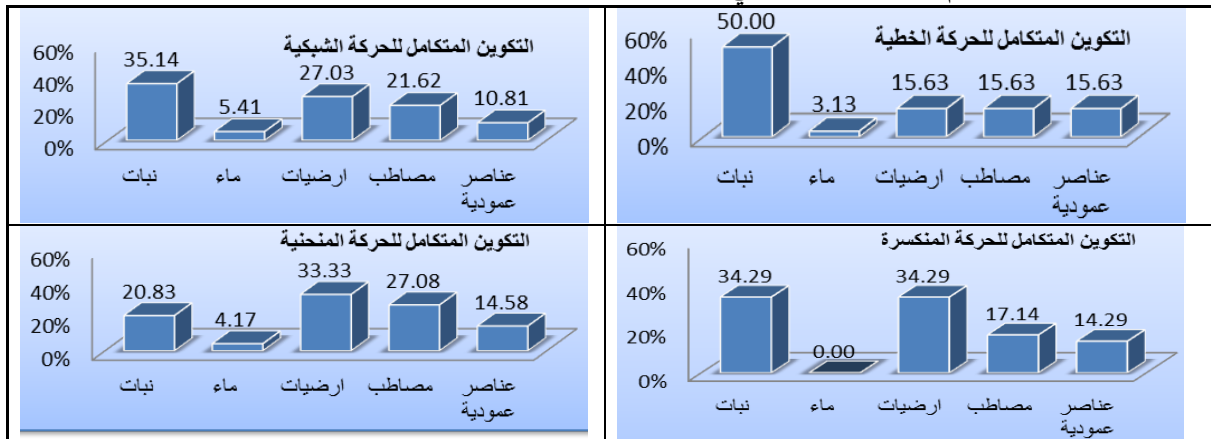 التكوين المتكامل للحركة الخطية
60%
40%
20%
0%
50.00
3.13
15.63
15.63
15.63
نبات
ماء
ارضيات
مصاطب
عناصر
عمودية
التكوين المتكامل للحركة الشبكية
60%
40%
20%
0%
35.14
5.41
27.03
21.62
10.81
نبات
ماء
ارضيات
مصاطب
عناصر
عمودية
التكوين المتكامل للحركة المنكسرة
60%
40%
20%
0%
34.29
0.00
34.29
17.14
14.29
نبات
ماء
ارضيات
مصاطب
عناصر
عمودية
التكوين المتكامل للحركة المنحنية
60%
40%
20%
0%
20.83
4.17
33.33
27.08
14.58
نبات
ماء
ارضيات
مصاطب
عناصر
عمودية